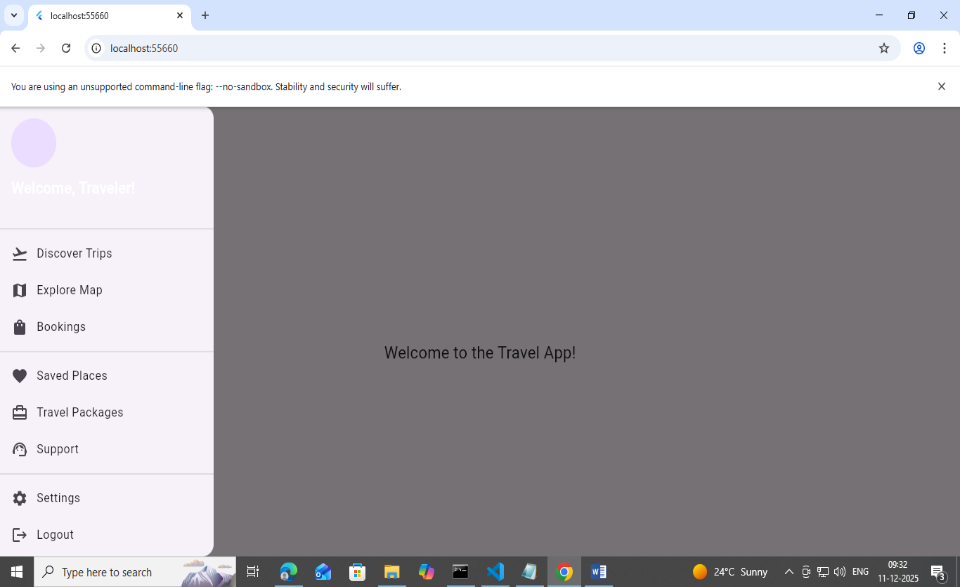 localhost:55660
localhost:55660
You are using an unsupported command-line flag: --no-sandbox. Stability and security will suffer.
Welcome, Traveler!
Discover Trips
Explore Map
Bookings
Saved Places
Travel Packages
Support
Settings
Logout
Welcome to the Travel App!
Type here to search
24°C Sunny
ENG
09:32
11-12-2025
3